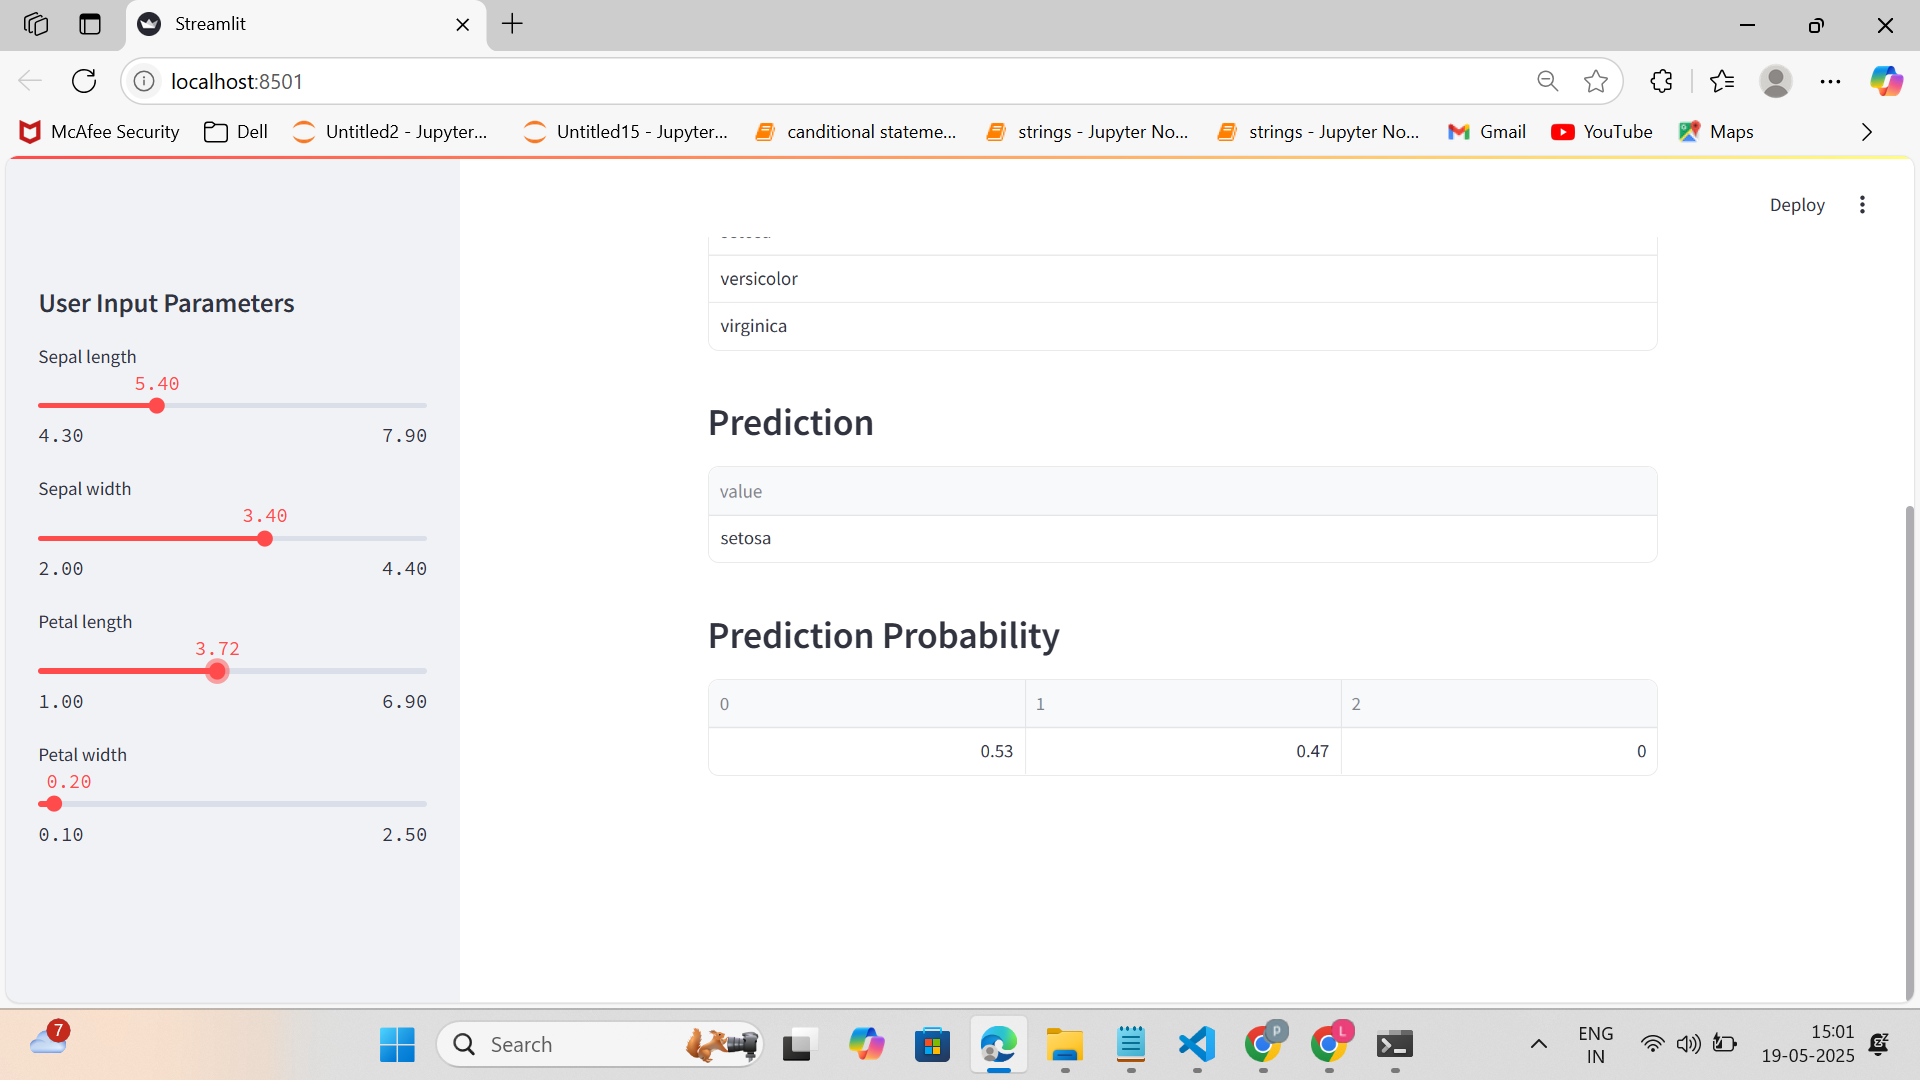 Streamlit
localhost:8501
McAfee Security
Dell
Untitled2 - Jupyter...
Untitled15 - Jupyter...
canditional stateme...
strings - Jupyter No...
strings - Jupyter No...
Gmail
YouTube
Maps
Deploy
User Input Parameters
Sepal length
5.40
4.30 7.90
Sepal width
3.40
2.00 4.40
Petal length
3.72
1.00 6.90
Petal width
0.20
0.10 2.50
versicolor
virginica
Prediction
value
setosa
Prediction Probability
0 1 2
0.53 0.47 0
7
Search
P
L
ENG
IN
15:01
19-05-2025